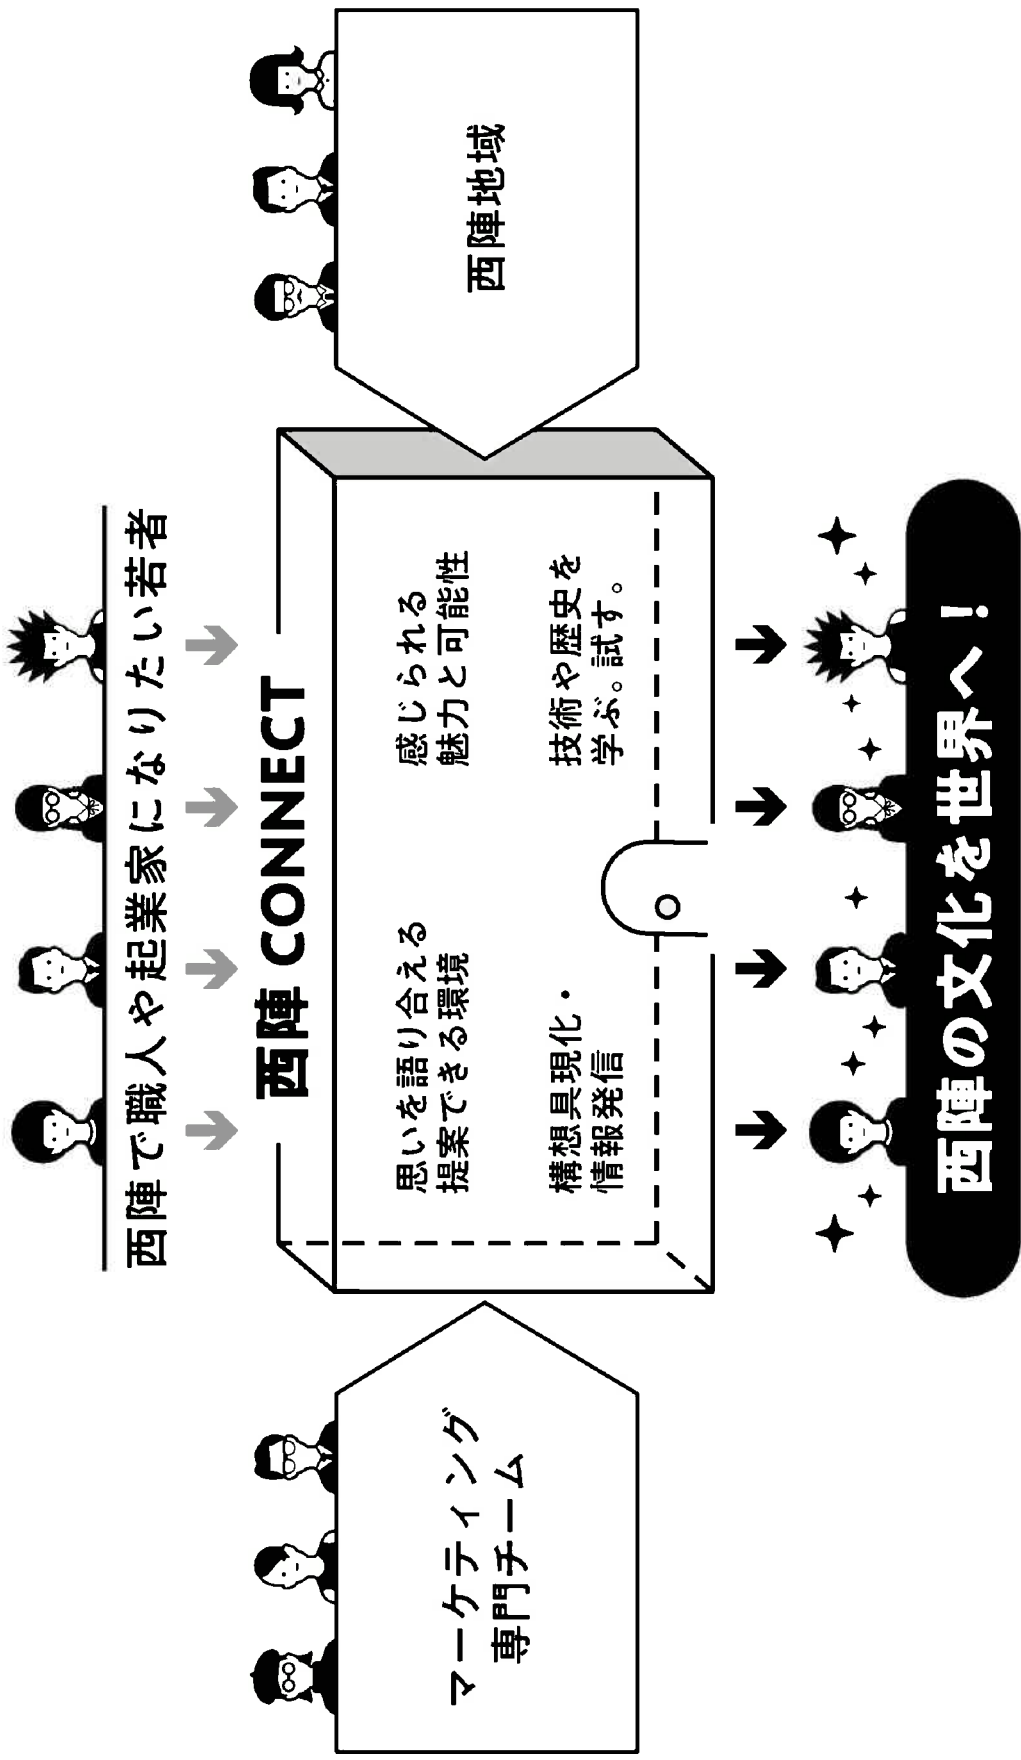 西陣で職人や起業家になりたい若者
西陣 CONNECT
マーケティング
専門チーム
思いを語り合える
提案できる環境
感じられる
魅力と可能性
構想具現化・
情報発信
技術や歴史を
学ぶ。試す。
西陣地域
西陣の文化を世界へ！